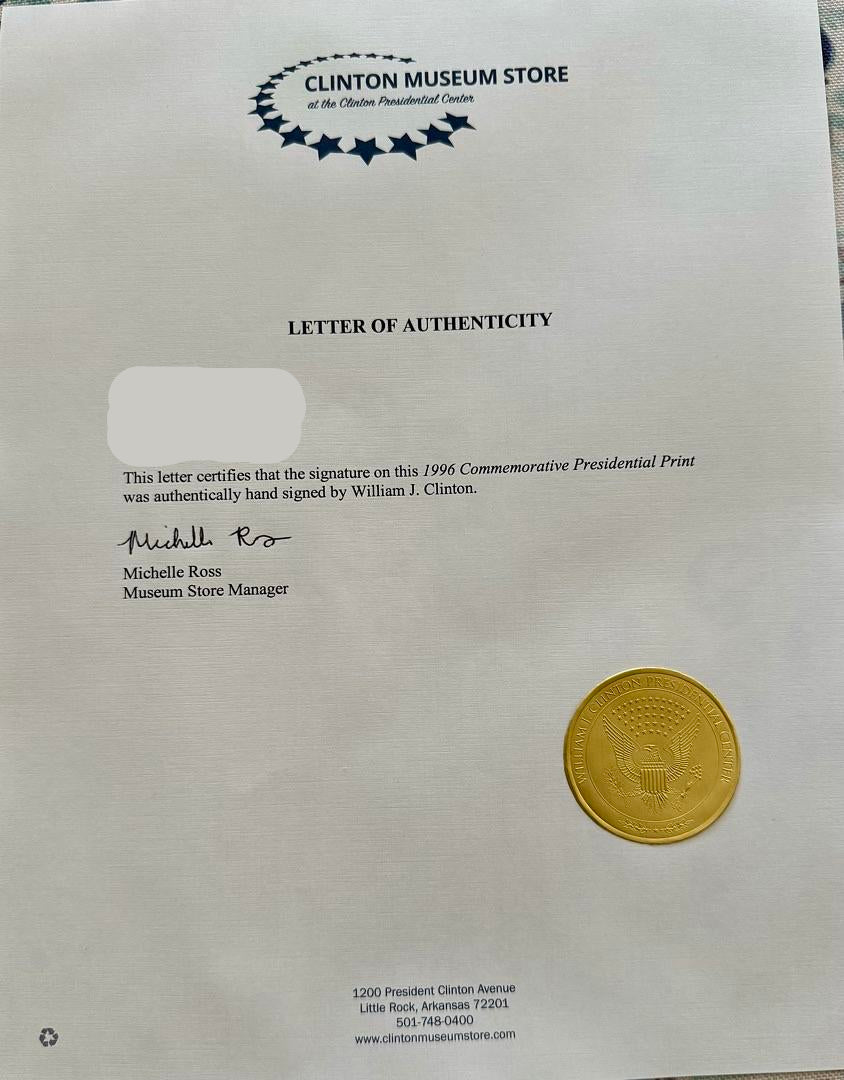 CLINTON MUSEUM STORE
at the Clinton Presidential Center
LETTER OF AUTHENTICITY
This letter certifies that the signature on this 1996 Commemorative Presidential Print
was authentically hand signed by William J. Clinton.
Michelle Ross
Michelle Ross
Museum Store Manager
WILLIAM J. CLINTON PRESIDENTIAL CENTER
1200 President Clinton Avenue
Little Rock, Arkansas 72201
501-748-0400
www.clintonmuseumstore.com